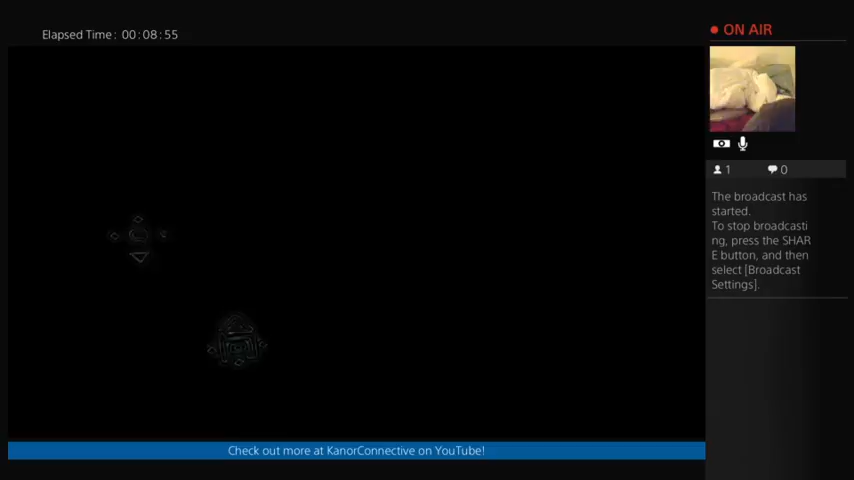 Elapsed Time: 00:08:55
ON AIR
1 0
The broadcast has
started.
To stop broadcasti
ng, press the SHAR
E button, and then
select [Broadcast
Settings].
Check out more at KanorConnective on YouTube!